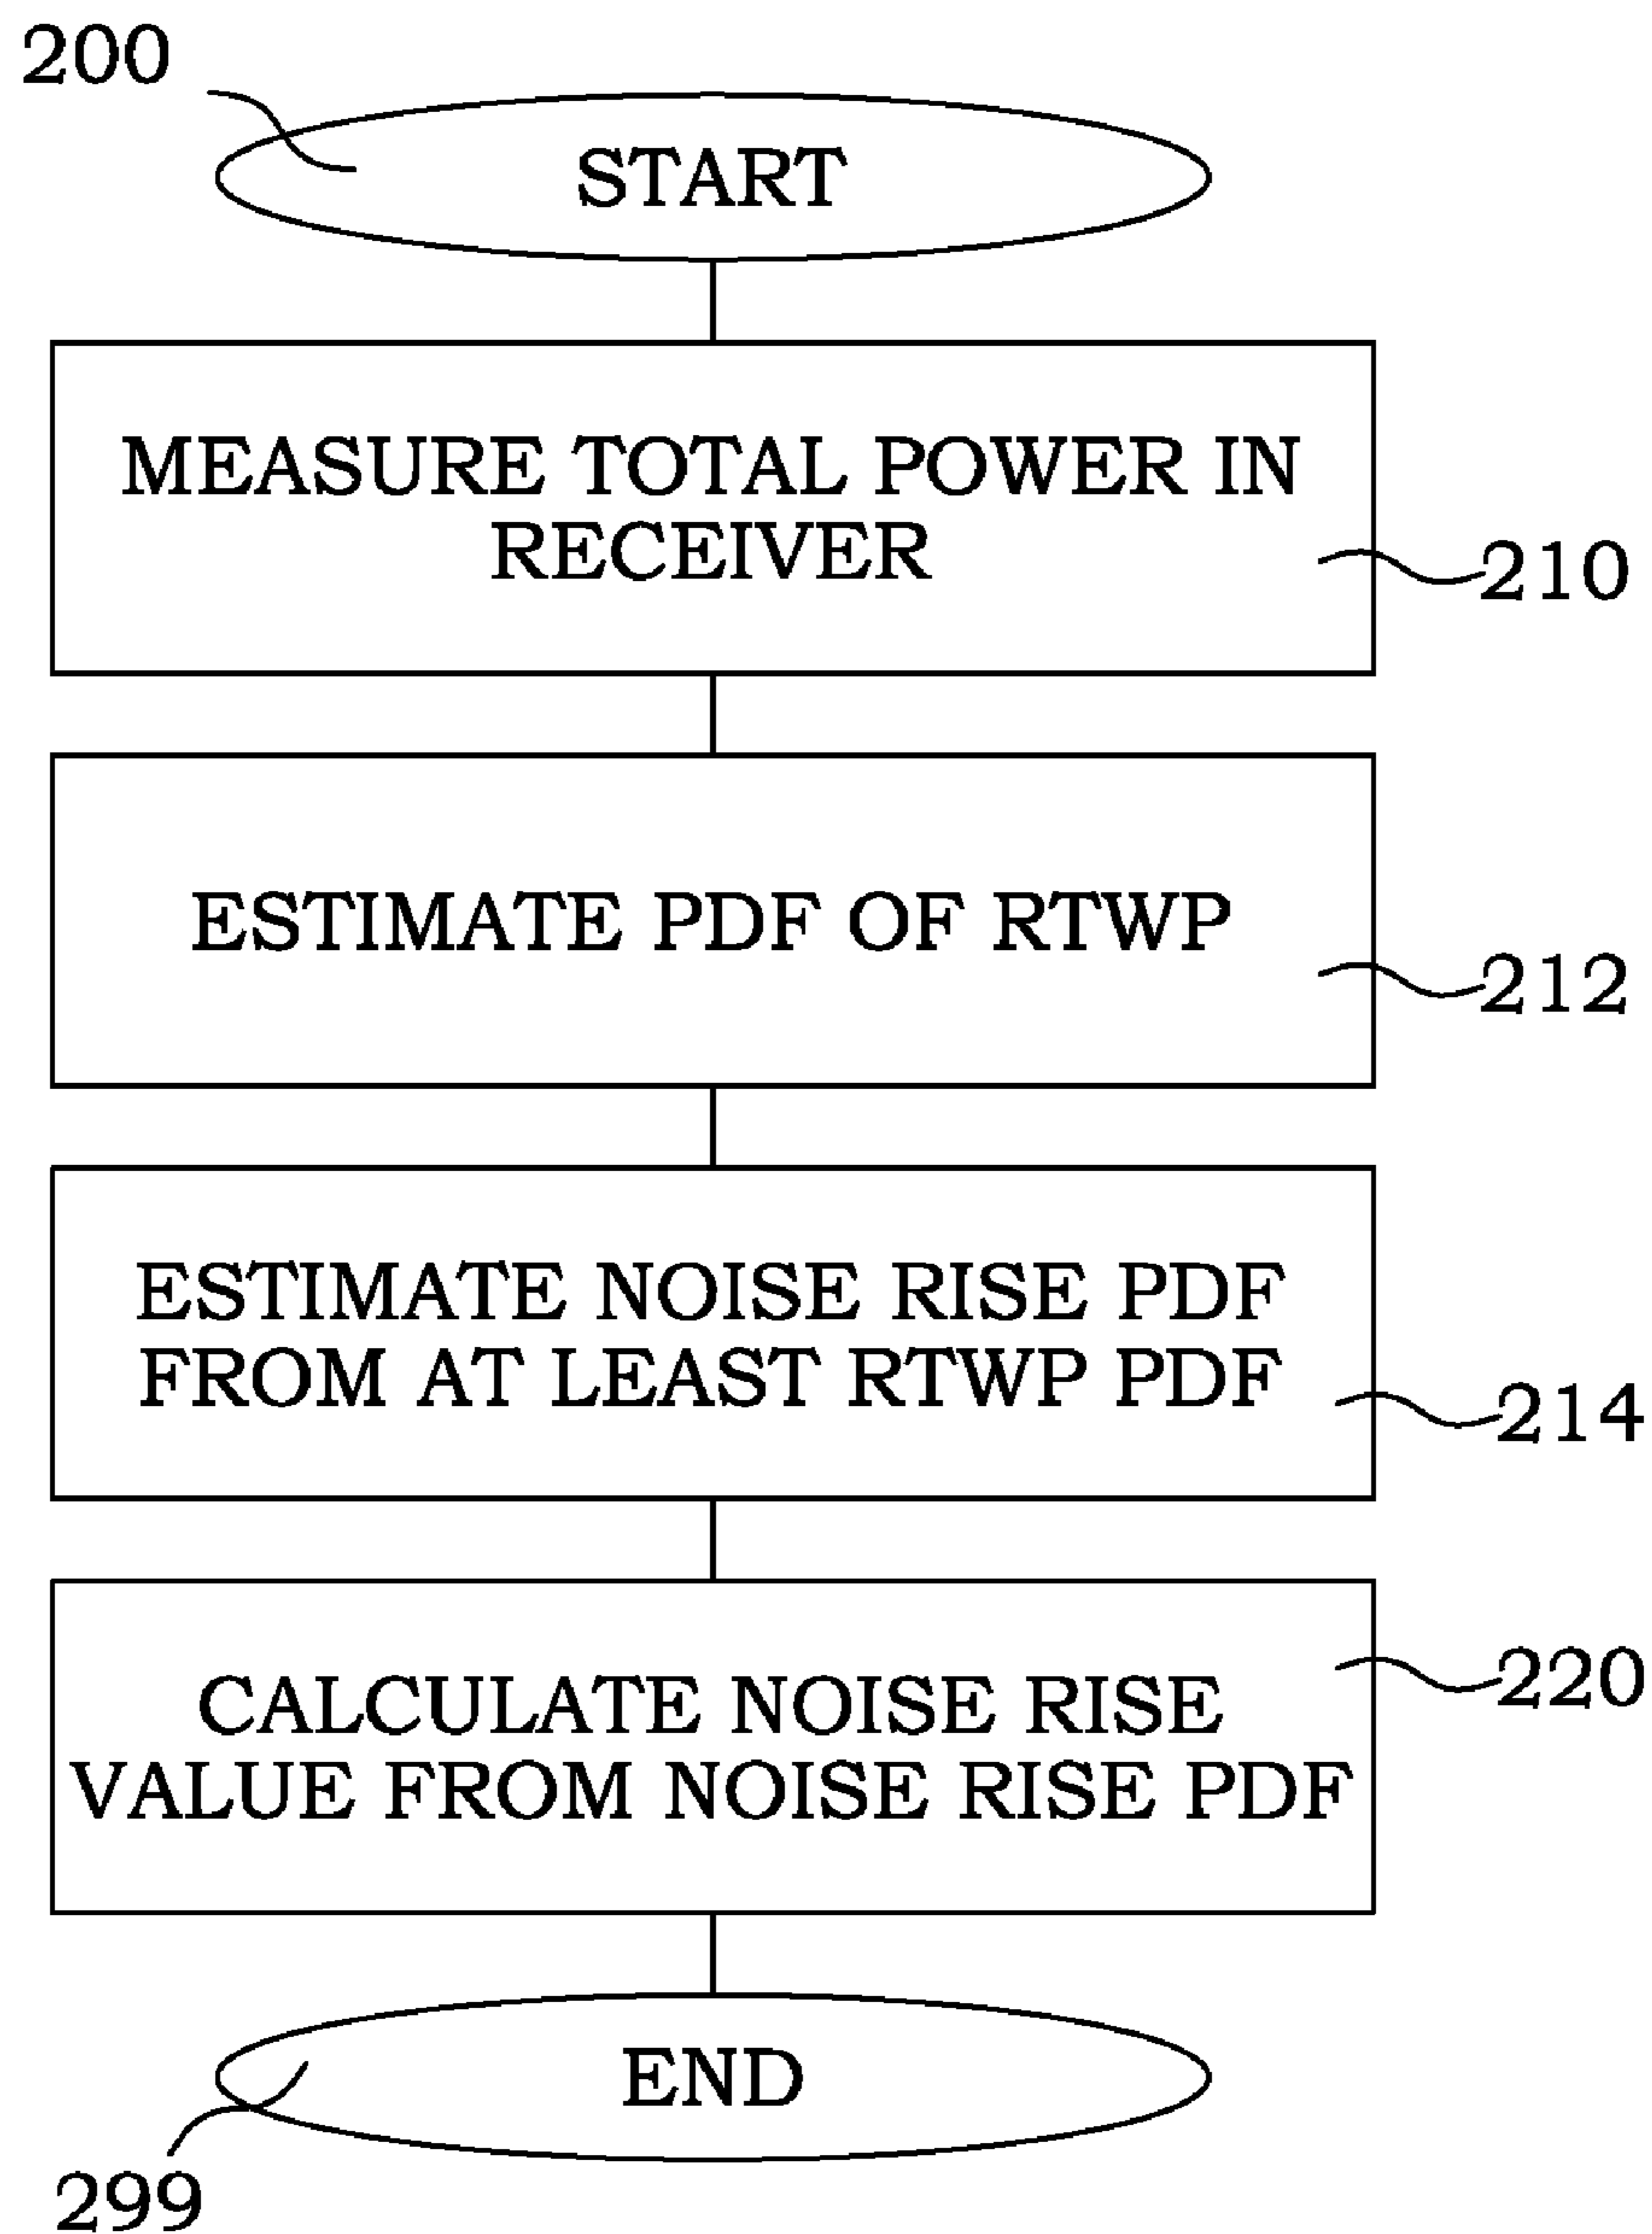 200
START
MEASURE TOTAL POWER IN
RECEIVER
210
ESTIMATE PDF OF RTWP
212
ESTIMATE NOISE RISE PDF
FROM AT LEAST RTWP PDF
214
220
CALCULATE NOISE RISE
VALUE FROM NOISE RISE PDF
END
299